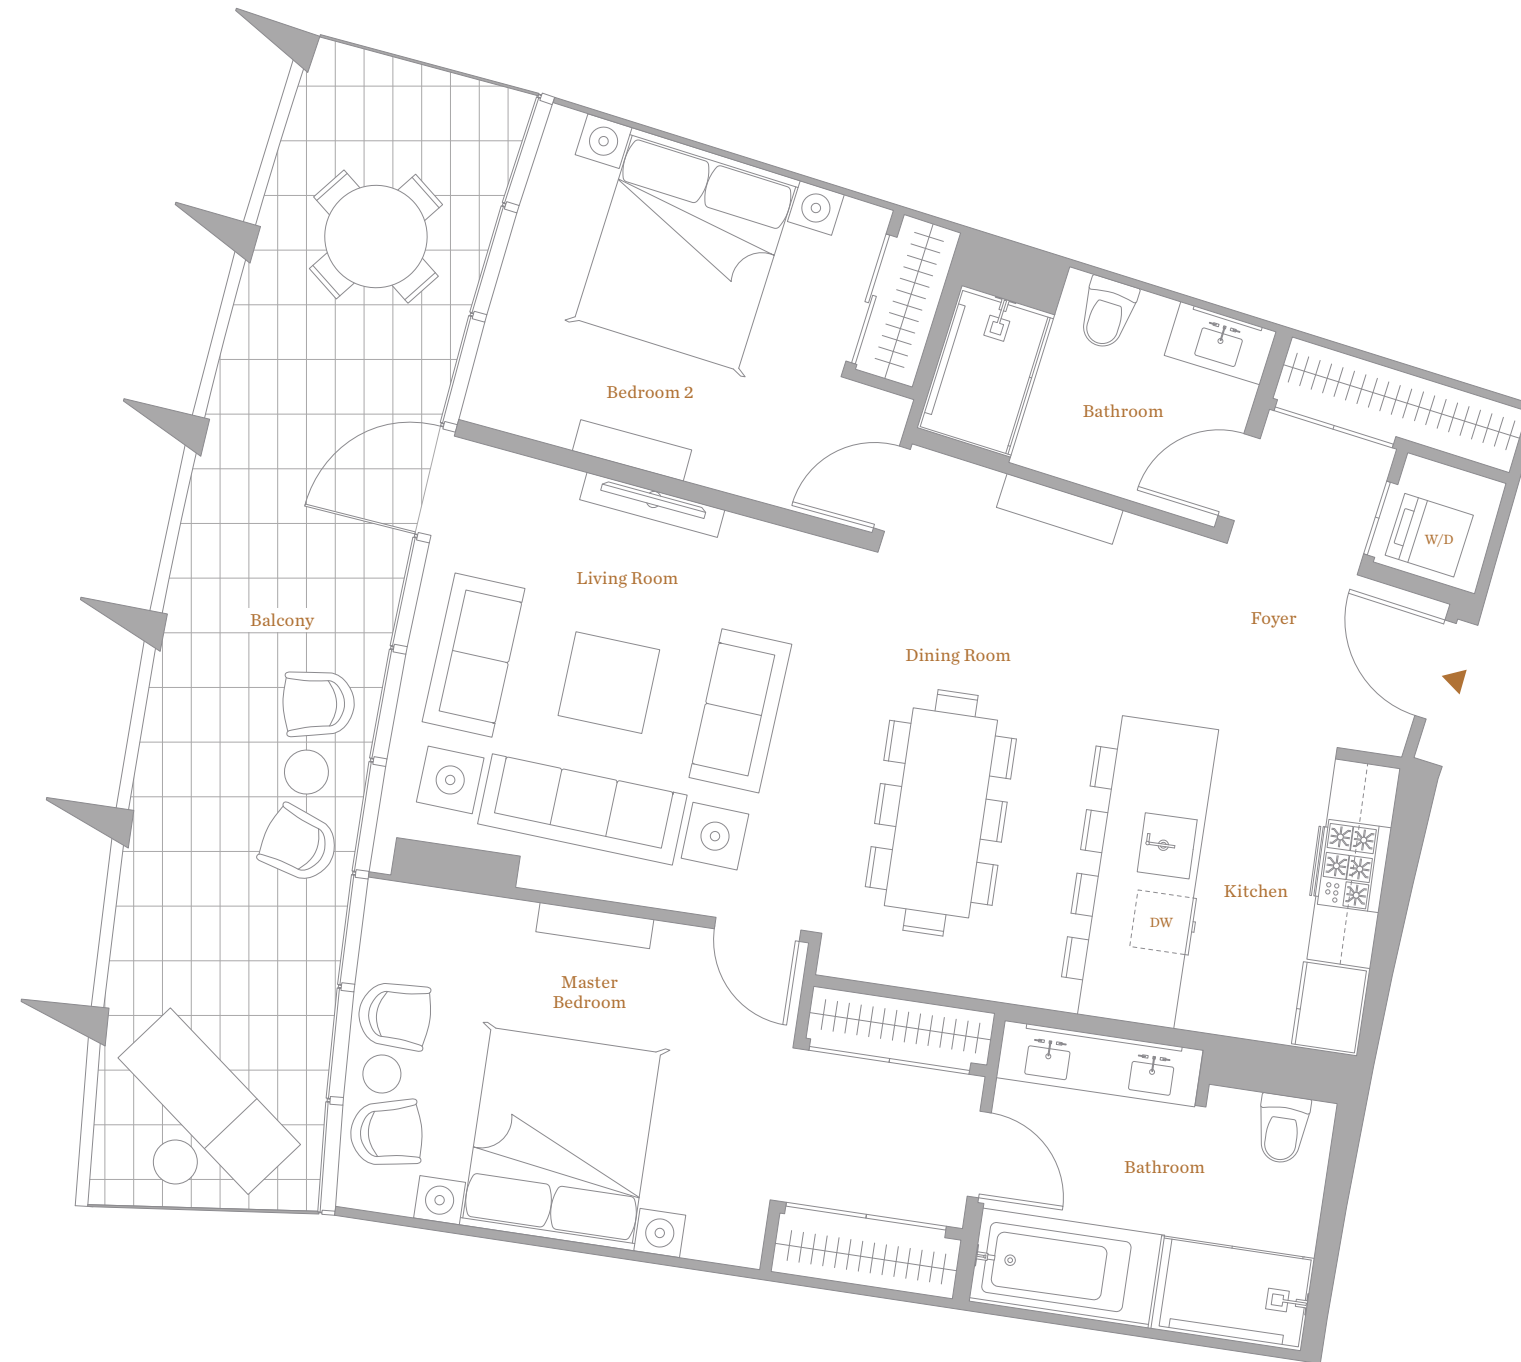 Bedroom 2
Bathroom
W/D
Living Room
Balcony
Foyer
Dining Room
Kitchen
DW
Master
Bedroom
Bathroom